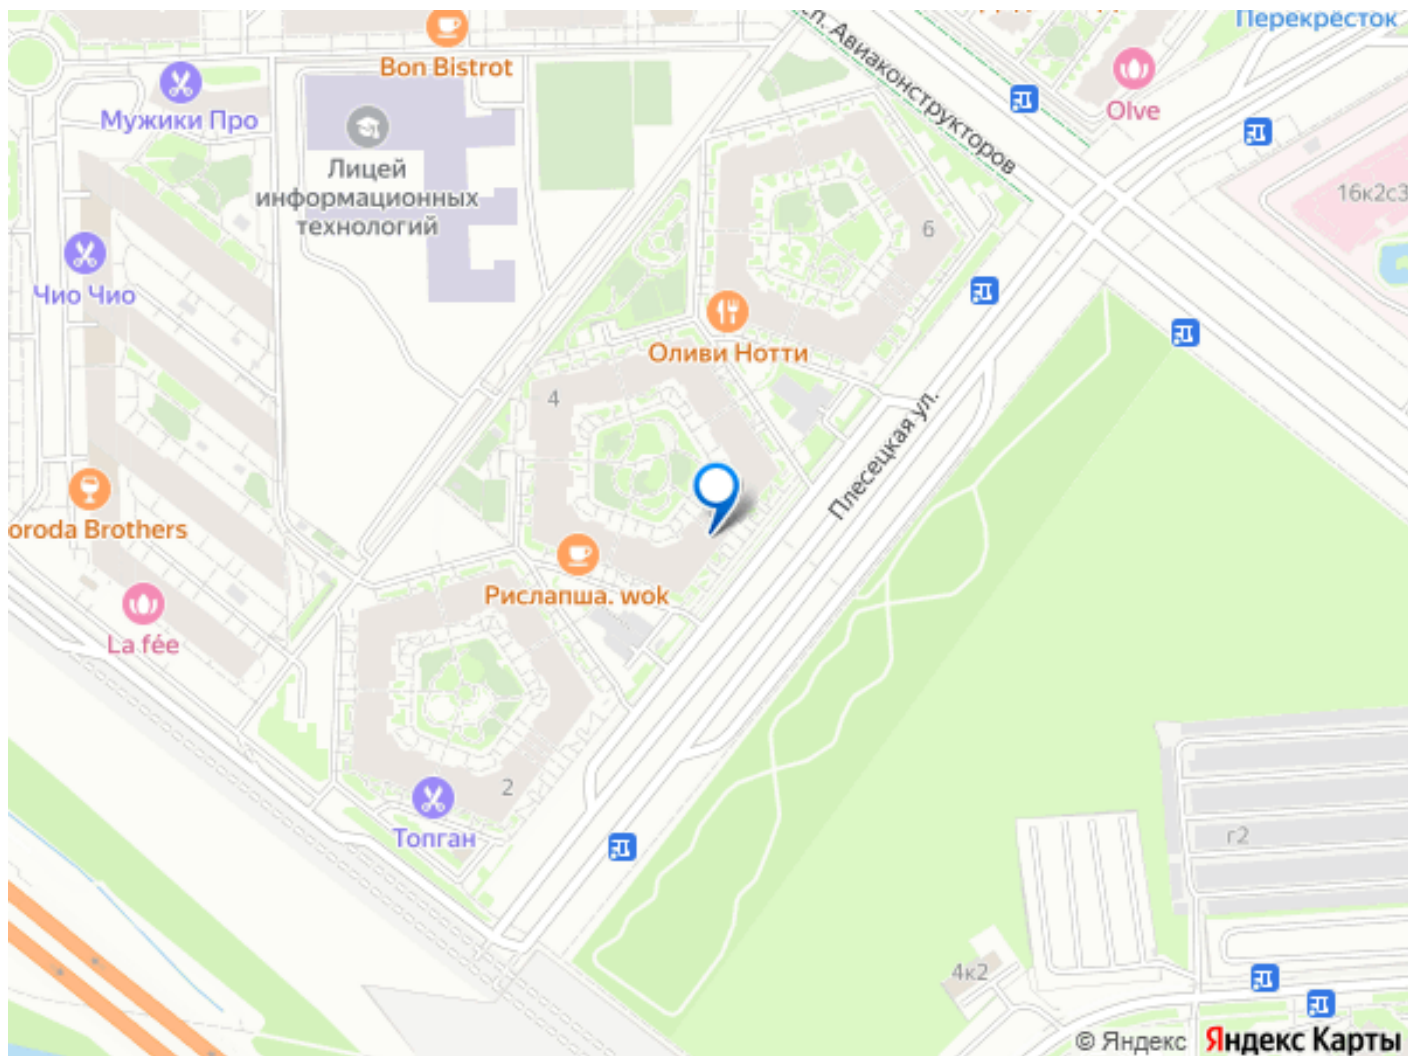 Перекрёсток
Bon Bistrot
Мужики Про
Olve
Лицей
информационных
технологий
Авиаконструкторов
16к2с3
6
Чио Чио
Оливи Нотти
4
Плесецкая ул.
oroda Brothers
Рислапша. wok
La fée
2
Топган
г2
4к2
© Яндекс Яндекс Карты